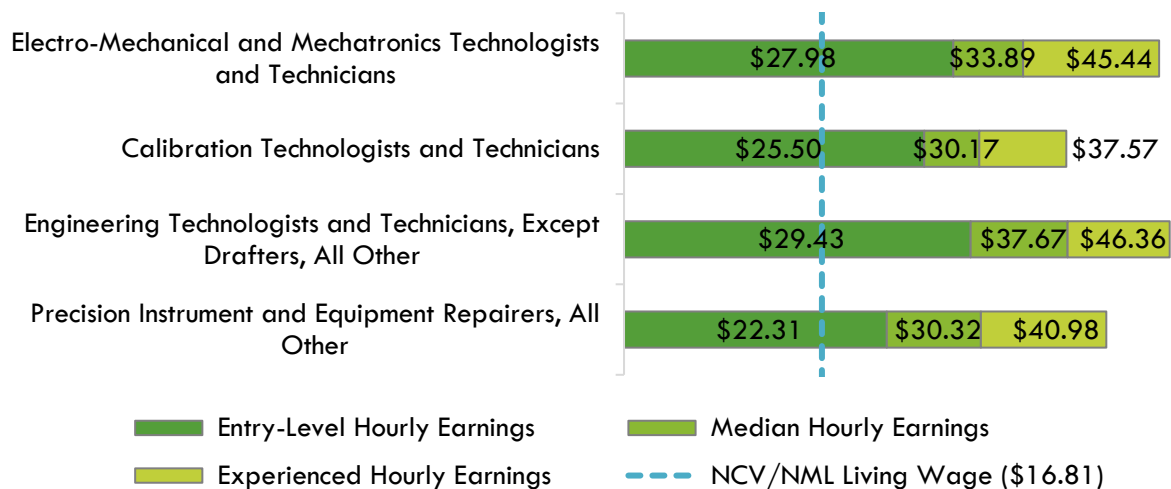 Electro-Mechanical and Mechatronics Technologists
and Technicians
$27.98 $33.89 $45.44
Calibration Technologists and Technicians
$25.50 $30.17 $37.57
Engineering Technologists and Technicians, Except
Drafters, All Other
$29.43 $37.67 $46.36
Precision Instrument and Equipment Repairers, All
Other
$22.31 $30.32 $40.98
Entry-Level Hourly Earnings
Median Hourly Earnings
Experienced Hourly Earnings
NCV/NML Living Wage ($16.81)